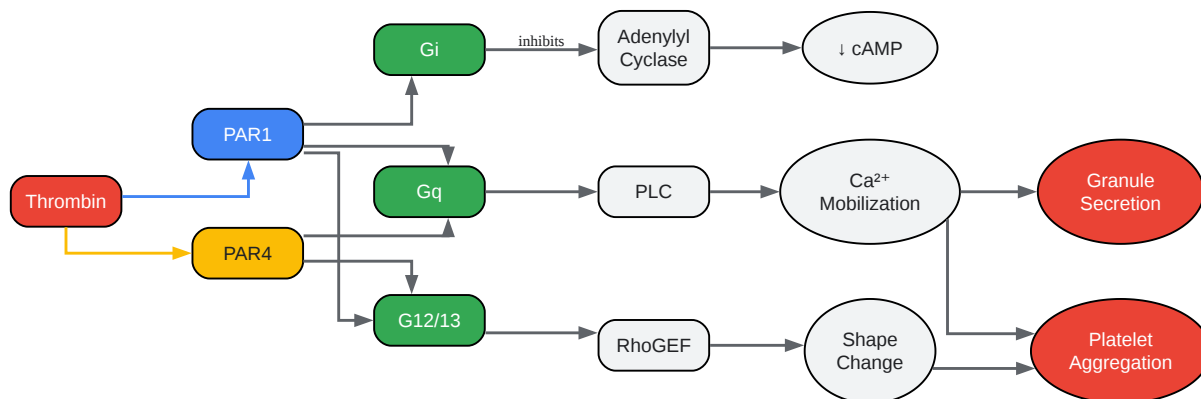 Gi
inhibits
Adenylyl
Cyclase
↓ cAMP
PAR1
Thrombin
Gq
PLC
Ca²⁺
Mobilization
Granule
Secretion
PAR4
G12/13
RhoGEF
Shape
Change
Platelet
Aggregation